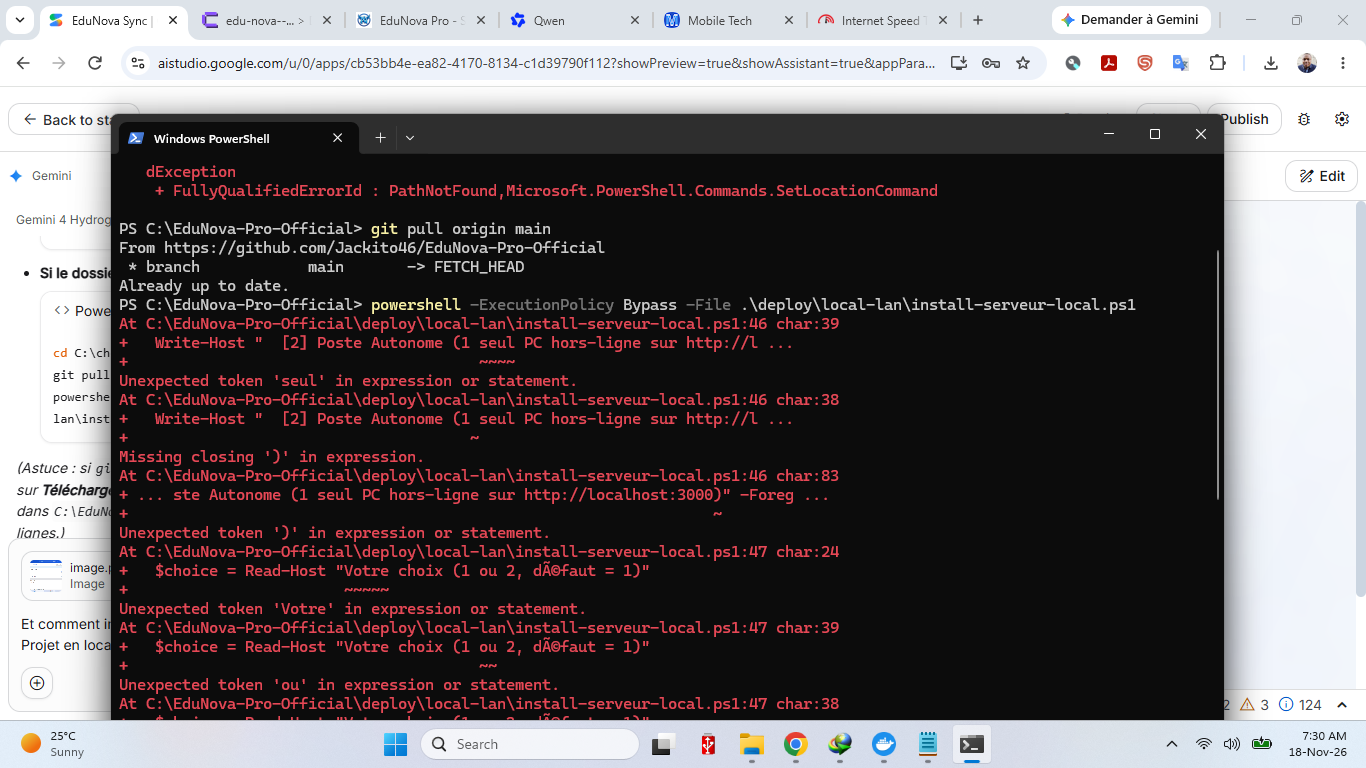 EduNova Sync |
edu-nova--... >
EduNova Pro - S
Qwen
Mobile Tech
Internet Speed T
Demander à Gemini
aistudio.google.com/u/0/apps/cb53bb4e-ea82-4170-8134-c1d39790f112?showPreview=true&showAssistant=true&appPara...
Back to sta
Publish
Windows PowerShell
Gemini
Edit
Gemini 4 Hydrog
Si le dossie
<> Powe
cd C:\ch
git pull
powershe
lan\inst
(Astuce : si gi
sur Télécharge
dans C:\EduNo
lignes.)
image.p
Image
Et comment in
Projet en loca
dException
+ FullyQualifiedErrorId : PathNotFound,Microsoft.PowerShell.Commands.SetLocationCommand
PS C:\EduNova-Pro-Official> git pull origin main
From https://github.com/Jackito46/EduNova-Pro-Official
* branch main -> FETCH_HEAD
Already up to date.
PS C:\EduNova-Pro-Official> powershell -ExecutionPolicy Bypass -File .\deploy\local-lan\install-serveur-local.ps1
At C:\EduNova-Pro-Official\deploy\local-lan\install-serveur-local.ps1:46 char:39
+ Write-Host "  [2] Poste Autonome (1 seul PC hors-ligne sur http://l ...
+ ~~~~
Unexpected token 'seul' in expression or statement.
At C:\EduNova-Pro-Official\deploy\local-lan\install-serveur-local.ps1:46 char:38
+ Write-Host "  [2] Poste Autonome (1 seul PC hors-ligne sur http://l ...
+ ~
Missing closing ')' in expression.
At C:\EduNova-Pro-Official\deploy\local-lan\install-serveur-local.ps1:46 char:83
+ ... ste Autonome (1 seul PC hors-ligne sur http://localhost:3000)" -Foreg ...
+ ~
Unexpected token ')' in expression or statement.
At C:\EduNova-Pro-Official\deploy\local-lan\install-serveur-local.ps1:47 char:24
+ $choice = Read-Host "Votre choix (1 ou 2, dÃ©faut = 1)"
+ ~~~~~
Unexpected token 'Votre' in expression or statement.
At C:\EduNova-Pro-Official\deploy\local-lan\install-serveur-local.ps1:47 char:39
+ $choice = Read-Host "Votre choix (1 ou 2, dÃ©faut = 1)"
+ ~~
Unexpected token 'ou' in expression or statement.
At C:\EduNova-Pro-Official\deploy\local-lan\install-serveur-local.ps1:47 char:38
2 3 124
25°C
Sunny
Search
7:30 AM
18-Nov-26